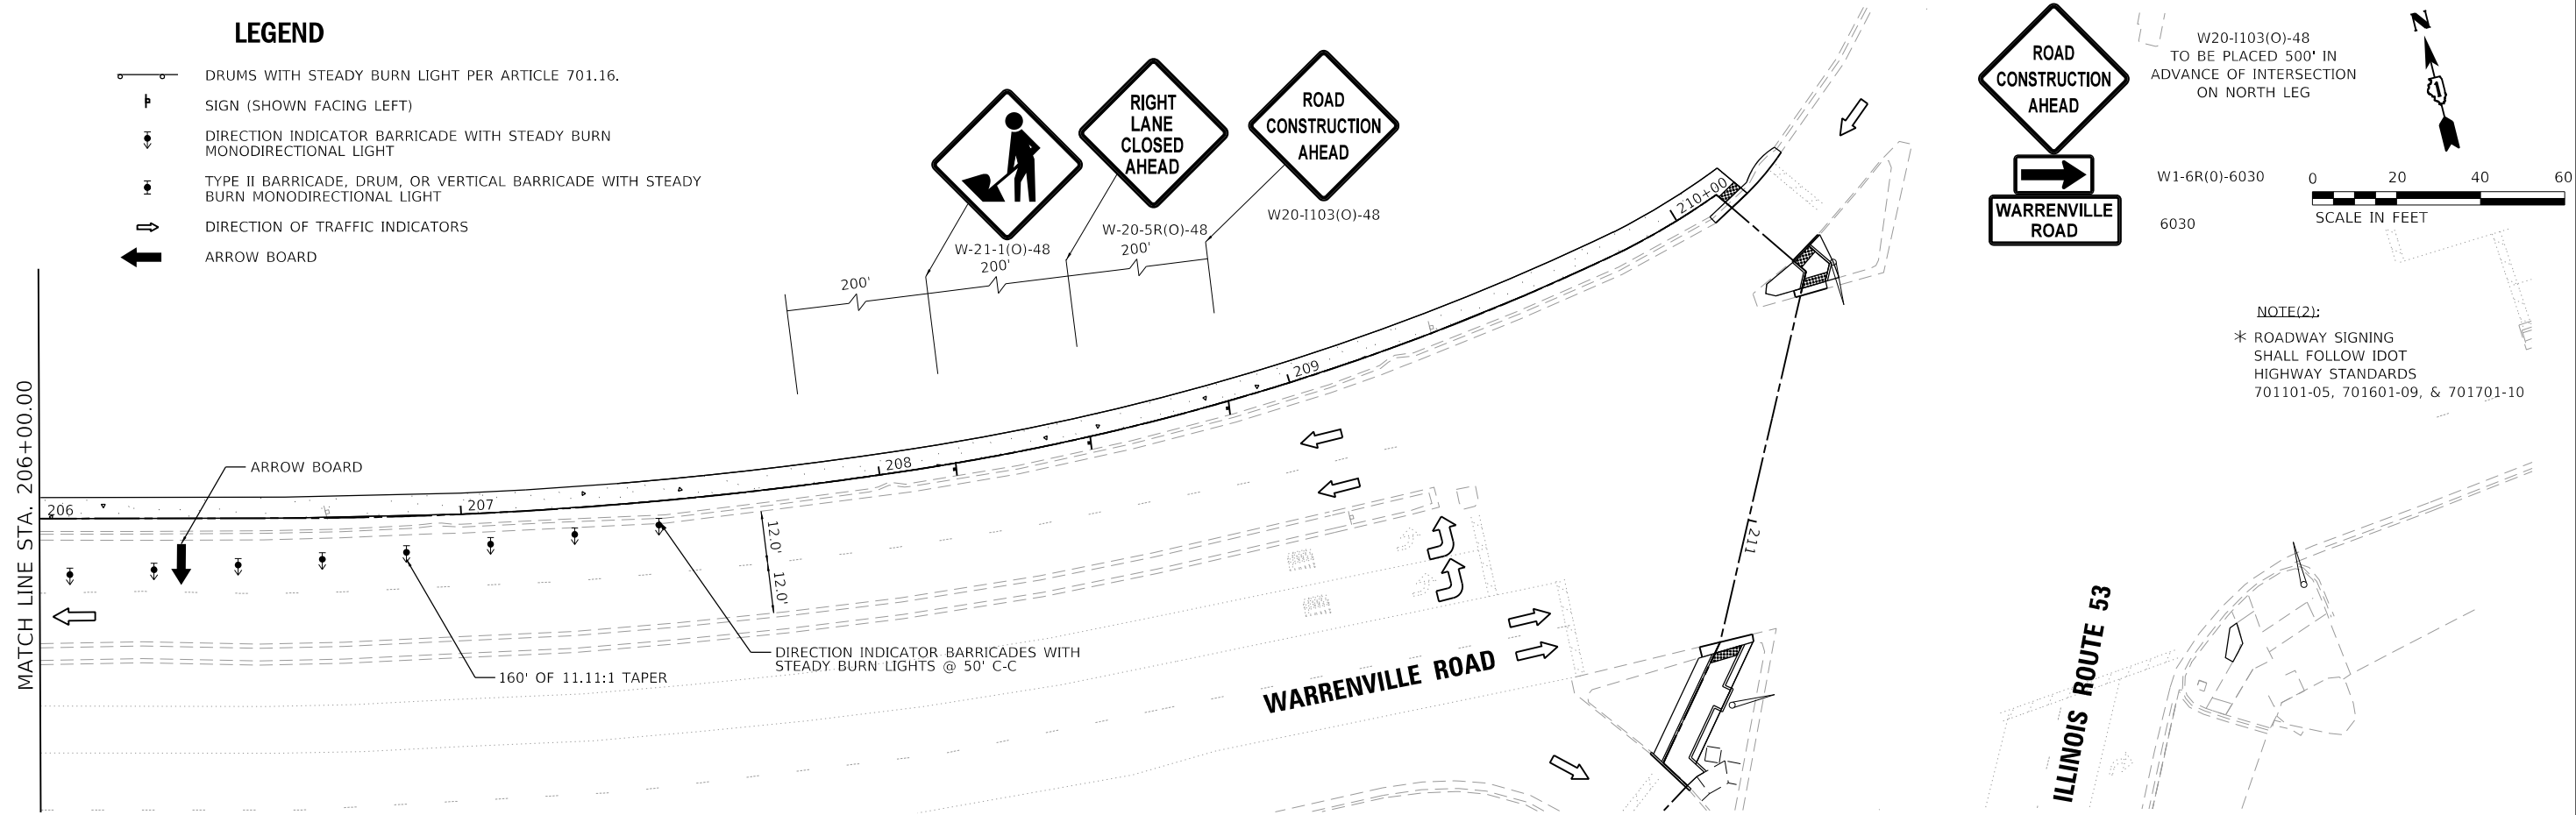 LEGEND
DRUMS WITH STEADY BURN LIGHT PER ARTICLE 701.16.
SIGN (SHOWN FACING LEFT)
DIRECTION INDICATOR BARRICADE WITH STEADY BURN
MONODIRECTIONAL LIGHT
TYPE II BARRICADE, DRUM, OR VERTICAL BARRICADE WITH STEADY
BURN MONODIRECTIONAL LIGHT
DIRECTION OF TRAFFIC INDICATORS
ARROW BOARD
W-21-1(O)-48
RIGHT
LANE
CLOSED
AHEAD
W-20-5R(O)-48
ROAD
CONSTRUCTION
AHEAD
W20-I103(O)-48
200'
200'
200'
ROAD
CONSTRUCTION
AHEAD
WARRENVILLE
ROAD
W20-I103(O)-48
TO BE PLACED 500' IN
ADVANCE OF INTERSECTION
ON NORTH LEG
W1-6R(0)-6030
6030
N
0 20 40 60
SCALE IN FEET
NOTE(2):
* ROADWAY SIGNING
SHALL FOLLOW IDOT
HIGHWAY STANDARDS
701101-05, 701601-09, & 701701-10
MATCH LINE STA. 206+00.00
206
207
208
209
210+00
211
ARROW BOARD
12.0'
12.0'
DIRECTION INDICATOR BARRICADES WITH
STEADY BURN LIGHTS @ 50' C-C
160' OF 11.11:1 TAPER
WARRENVILLE ROAD
ILLINOIS ROUTE 53